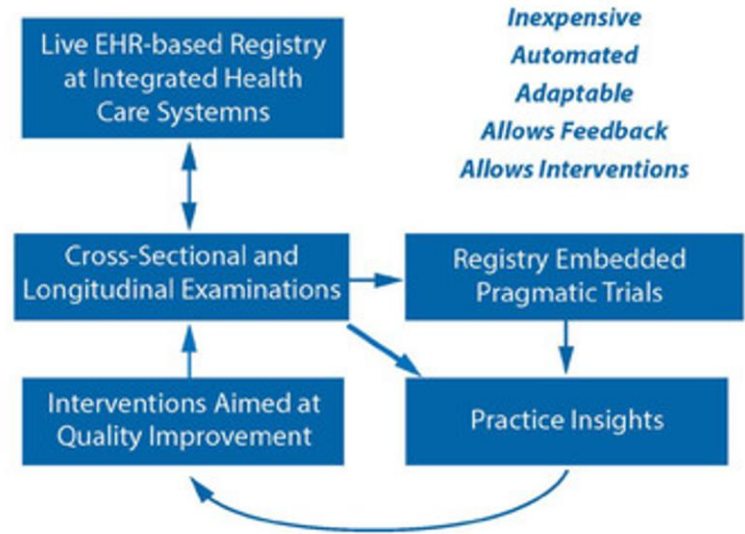 Live EHR-based Registry
at Integrated Health
Care Systemns
Inexpensive
Automated
Adaptable
Allows Feedback
Allows Interventions
Cross-Sectional and
Longitudinal Examinations
Registry Embedded
Pragmatic Trials
Interventions Aimed at
Quality Improvement
Practice Insights